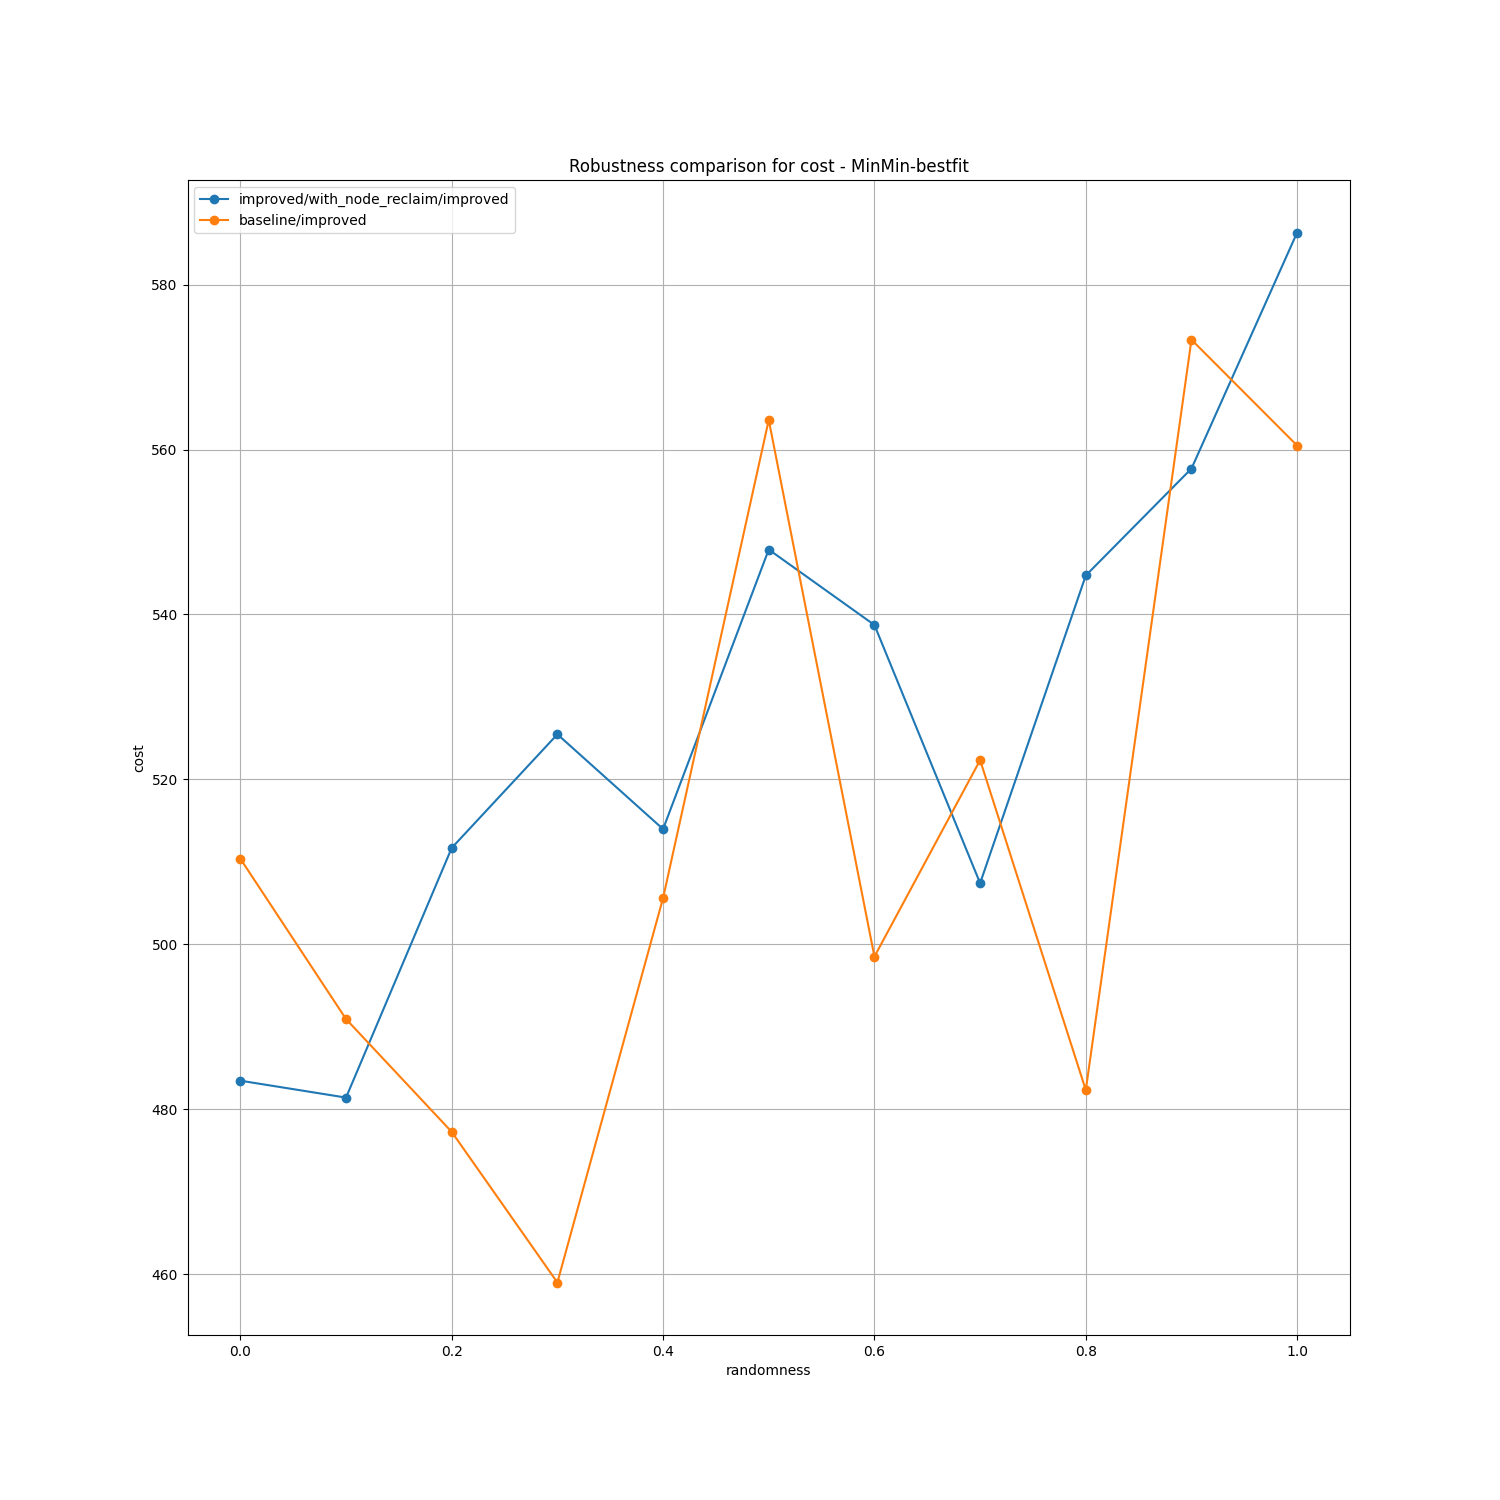 Robustness comparison for cost - MinMin-bestfit
improved/with_node_reclaim/improved
baseline/improved
580
560
540
520
500
480
460
cost
0.0 0.2 0.4 0.6 0.8 1.0
randomness